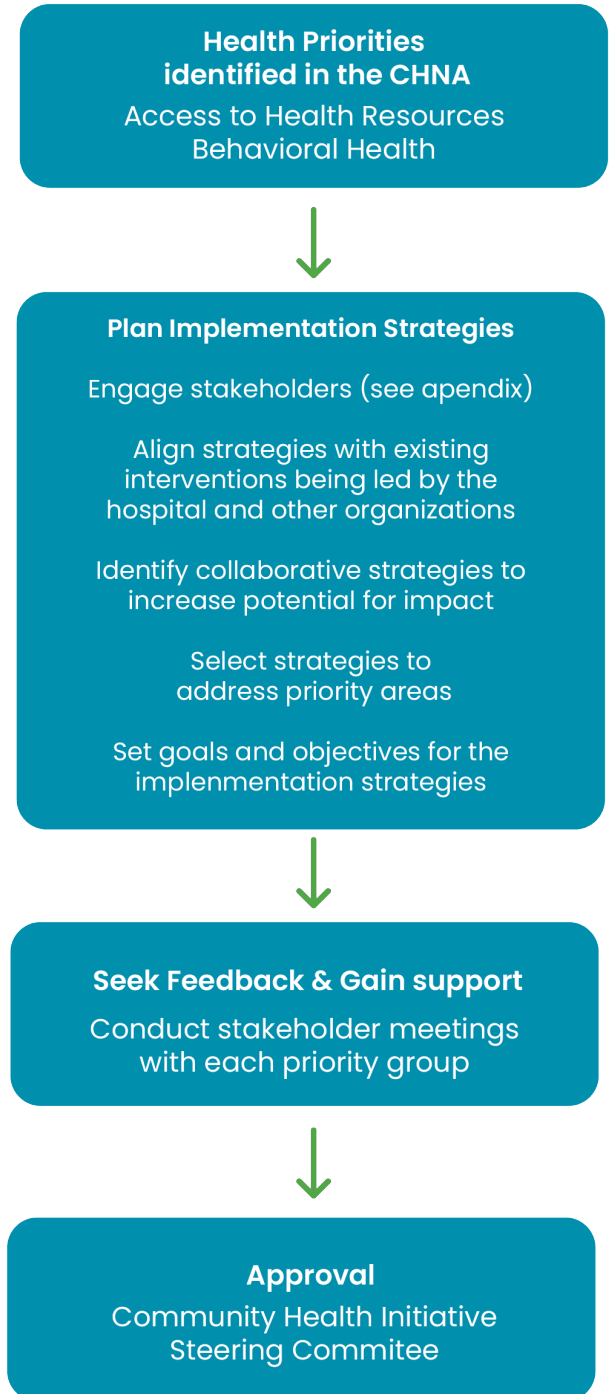 Health Priorities
identified in the CHNA
Access to Health Resources
Behavioral Health
Plan Implementation Strategies
Engage stakeholders (see apendix)
Align strategies with existing
interventions being led by the
hospital and other organizations
Identify collaborative strategies to
increase potential for impact
Select strategies to
address priority areas
Set goals and objectives for the
implenmentation strategies
Seek Feedback & Gain support
Conduct stakeholder meetings
with each priority group
Approval
Community Health Initiative
Steering Commitee